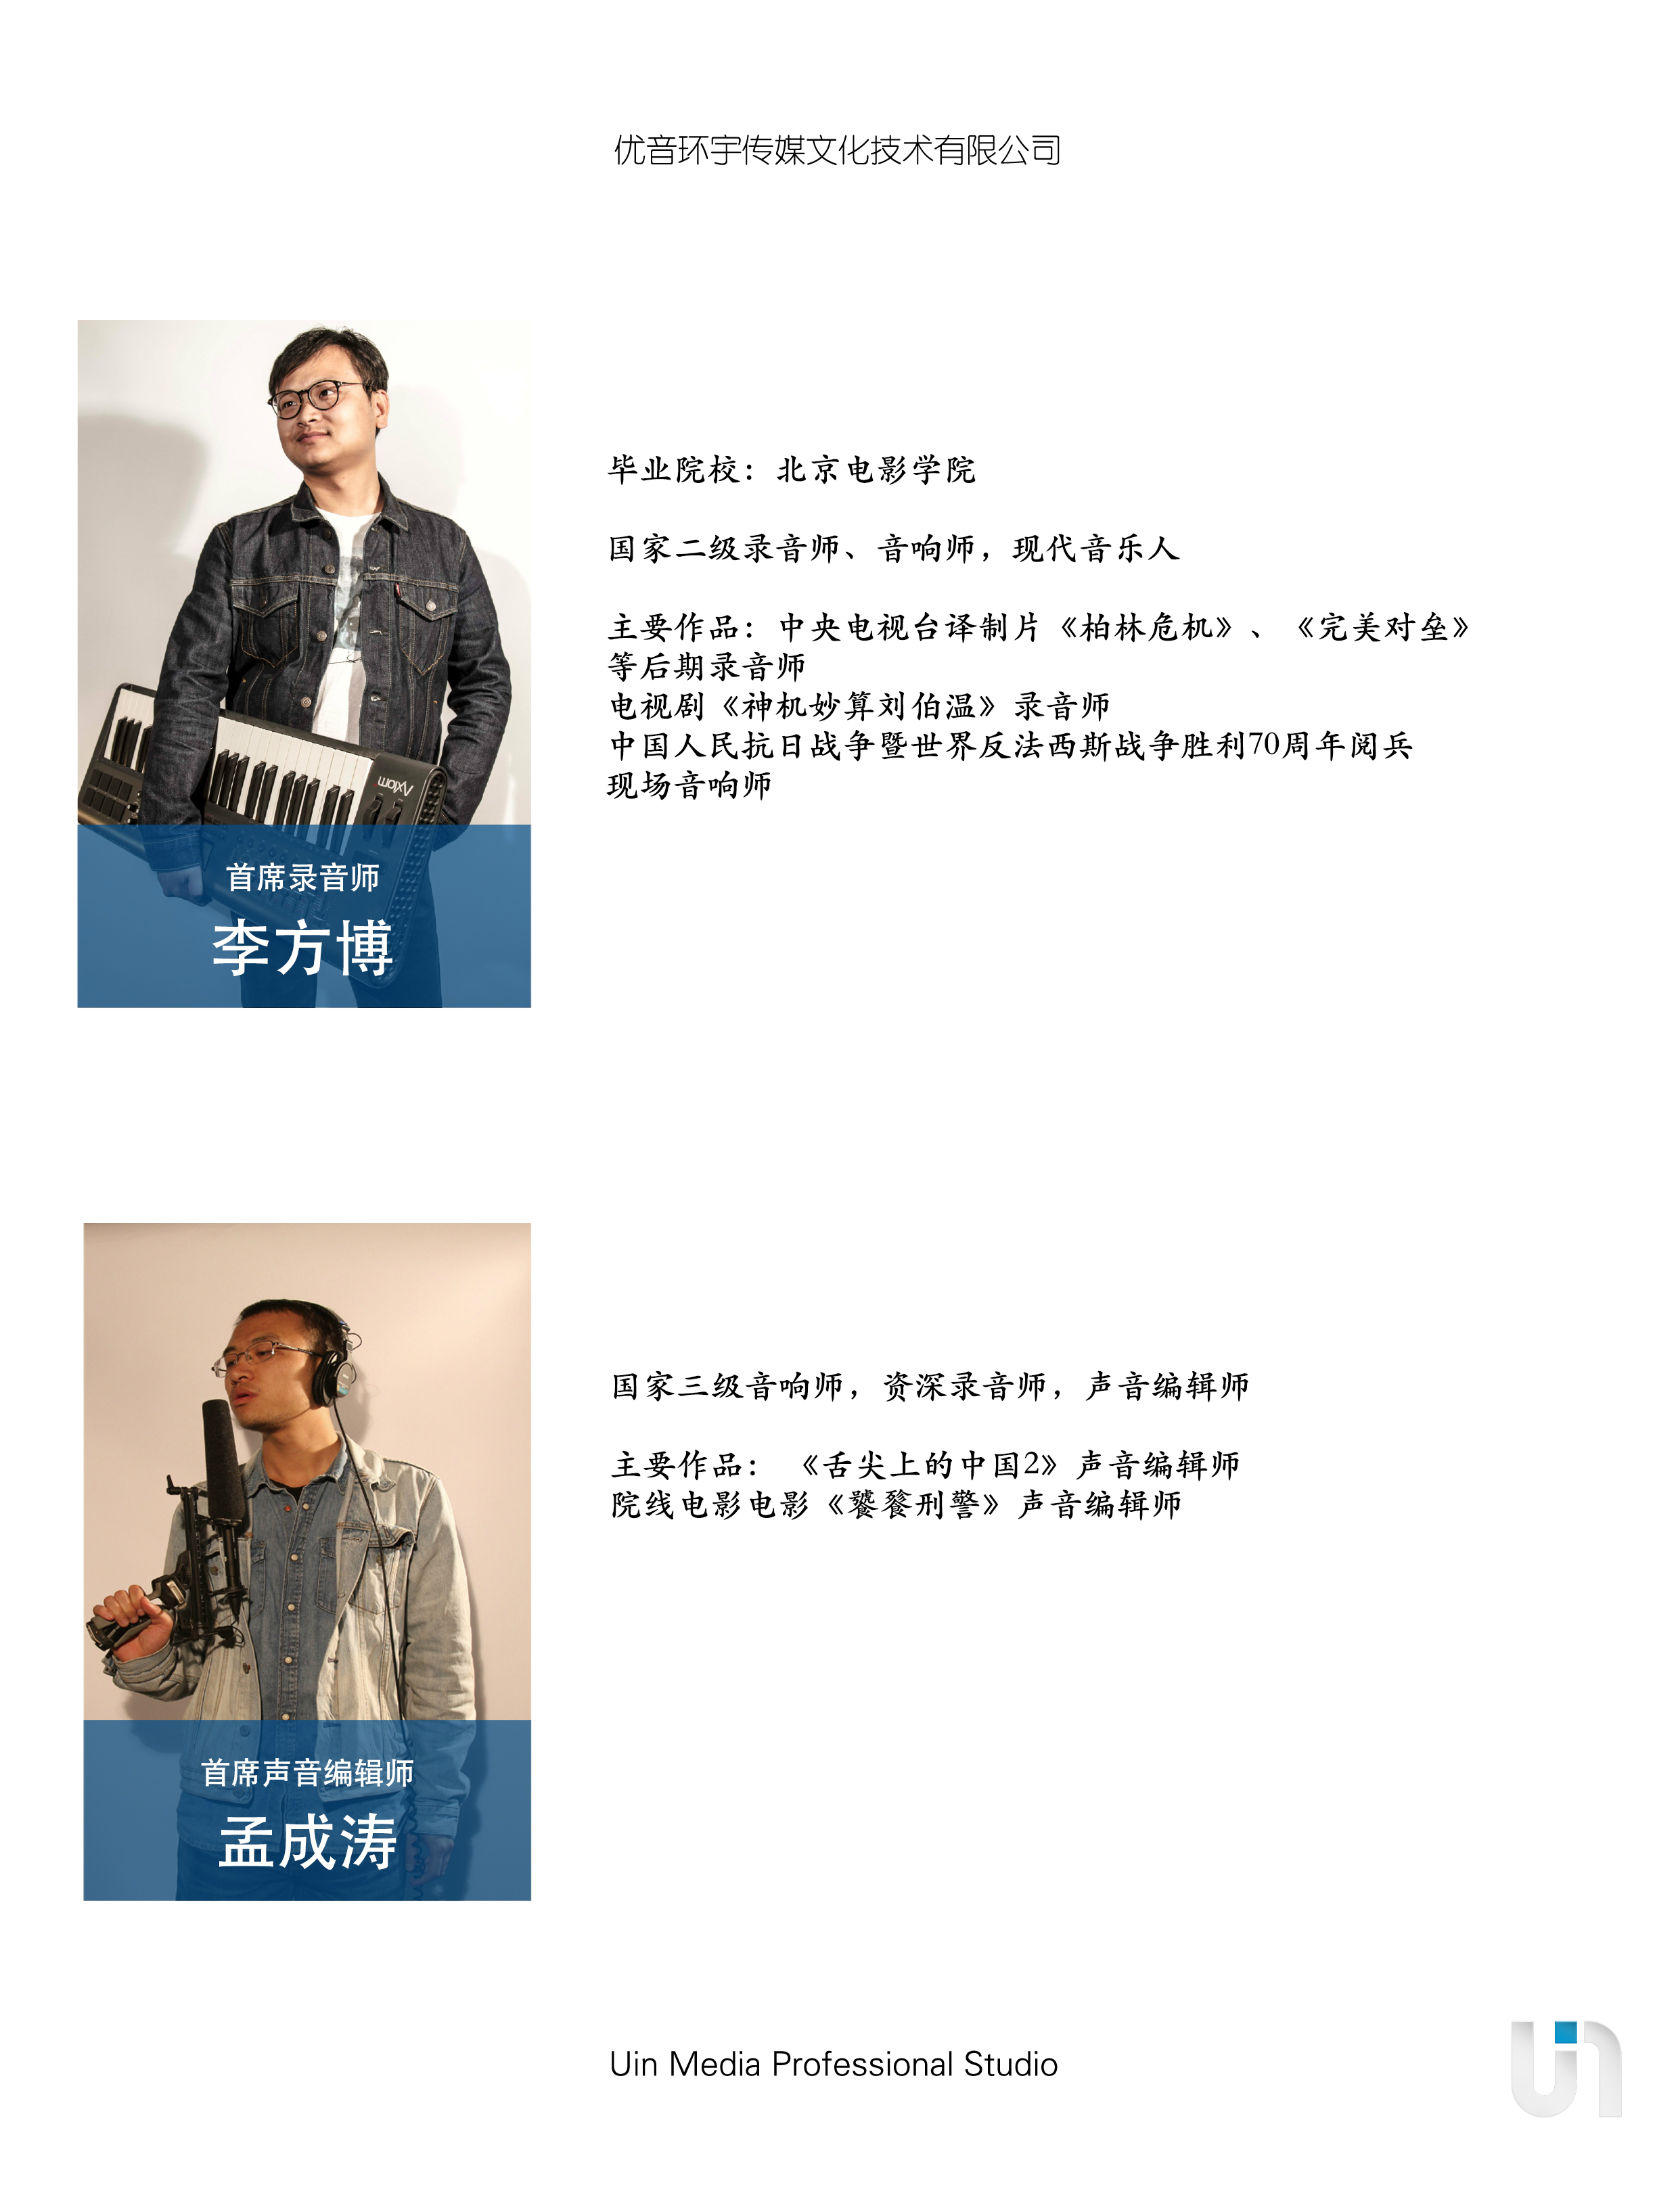 优音环宇传媒文化技术有限公司
毕业院校：北京电影学院
国家二级录音师、音响师，现代音乐人
主要作品：中央电视台译制片《柏林危机》、《完美对垒》
等后期录音师
电视剧《神机妙算刘伯温》录音师
中国人民抗日战争暨世界反法西斯战争胜利70周年阅兵
现场音响师
Axiom
首席录音师
李方博
国家三级音响师，资深录音师，声音编辑师
主要作品： 《舌尖上的中国2》声音编辑师
院线电影电影《饕餮刑警》声音编辑师
首席声音编辑师
孟成涛
Uin Media Professional Studio
Uin